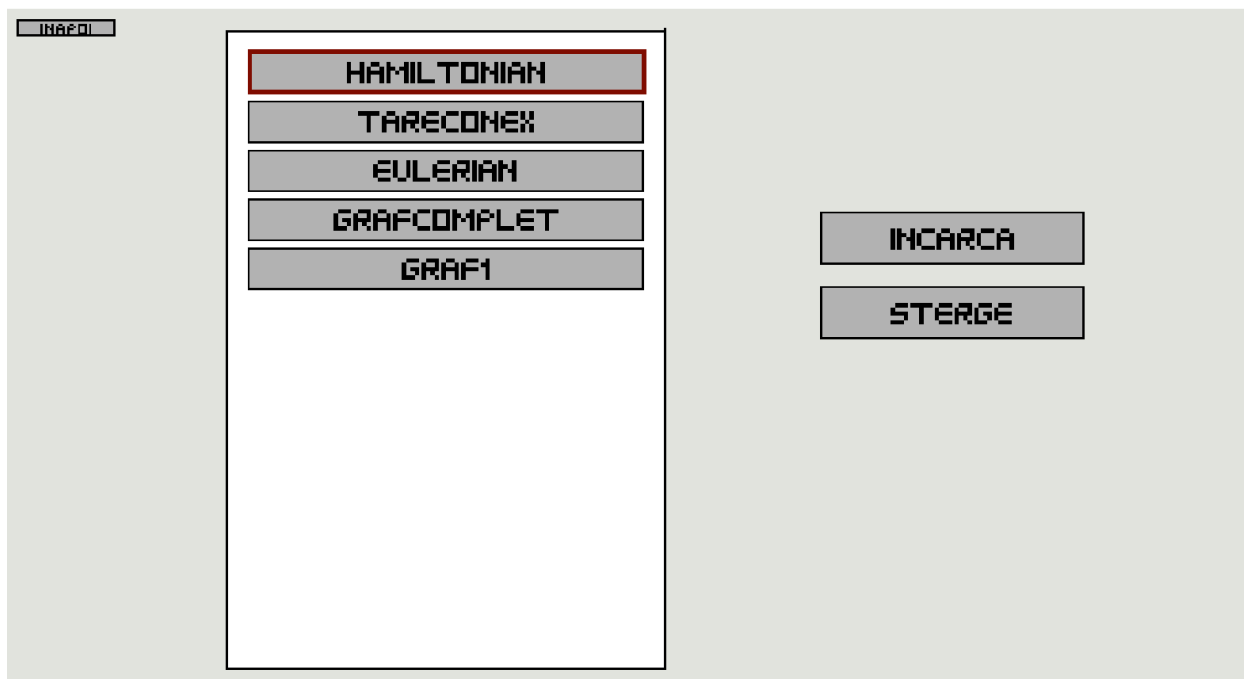 INAPOI
HAMILTONIAN
TARECONEX
EULERIAN
GRAFCOMPLET
GRAF1
INCARCA
STERGE